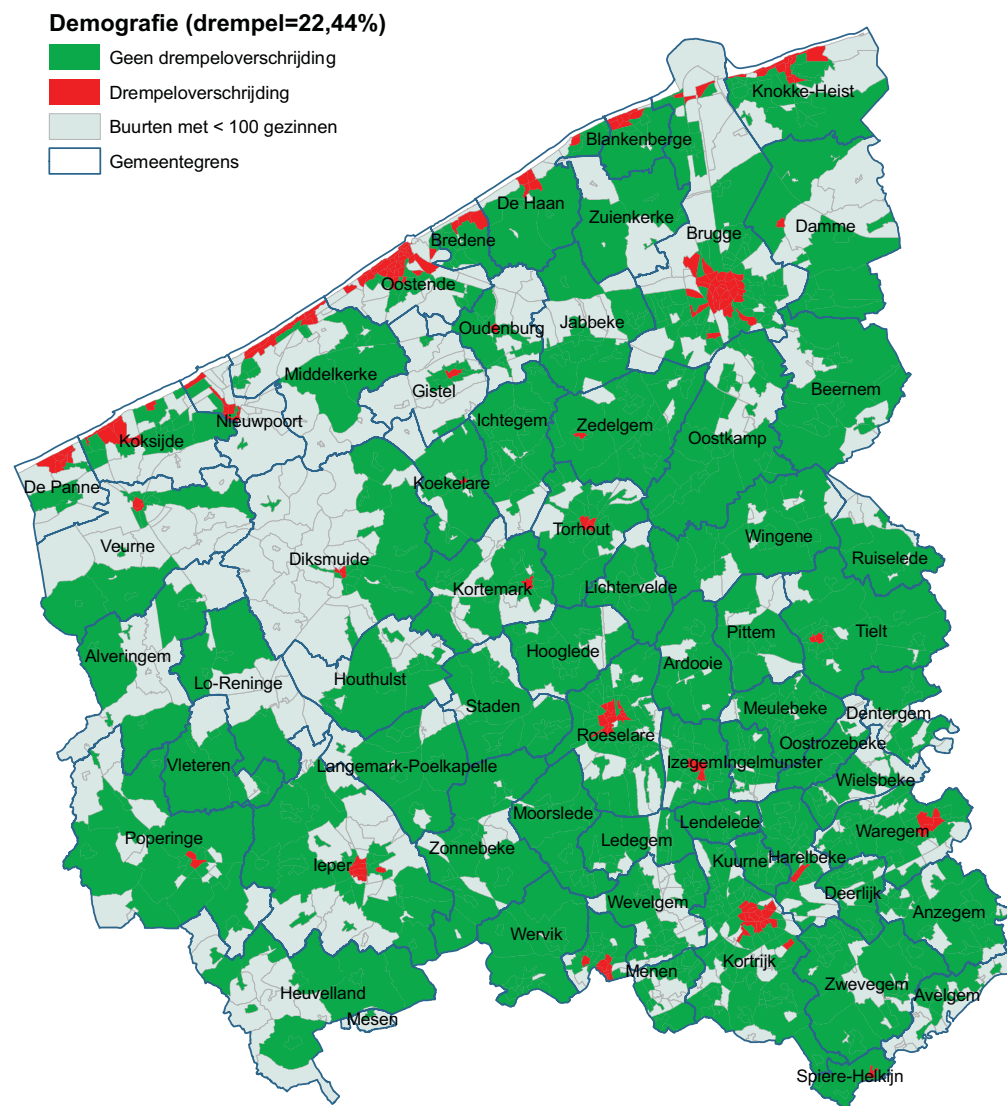 Demografie (drempel=22,44%)
Geen drempeloverschrijding
Drempeloverschrijding
Buurten met < 100 gezinnen
Gemeentegrens
Knokke-Heist
Blankenberge
De Haan
Zuienkerke
Damme
Brugge
Bredene
Oostende
Oudenburg
Jabbeke
Middelkerke
Gistel
Beernem
Nieuwpoort
Ichtegem
Zedelgem
Oostkamp
Koksijde
De Panne
Koekelare
Torhout
Veurne
Wingene
Diksmuide
Ruiselede
Kortemark
Lichtervelde
Pittem
Tielt
Alveringem
Hooglede
Ardooie
Lo-Reninge
Houthulst
Staden
Meulebeke
Dentergem
Roeselare
Oostrozebeke
Vleteren
Langemark-Poelkapelle
Izegem
Ingelmunster
Wielsbeke
Moorslede
Lendelede
Waregem
Poperinge
Ledegem
Zonnebeke
Ieper
Kuurne
Harelbeke
Deerlijk
Wevelgem
Anzegem
Wervik
Kortrijk
Menen
Zwevegem
Heuvelland
Avelgem
Mesen
Spiere-Helkijn